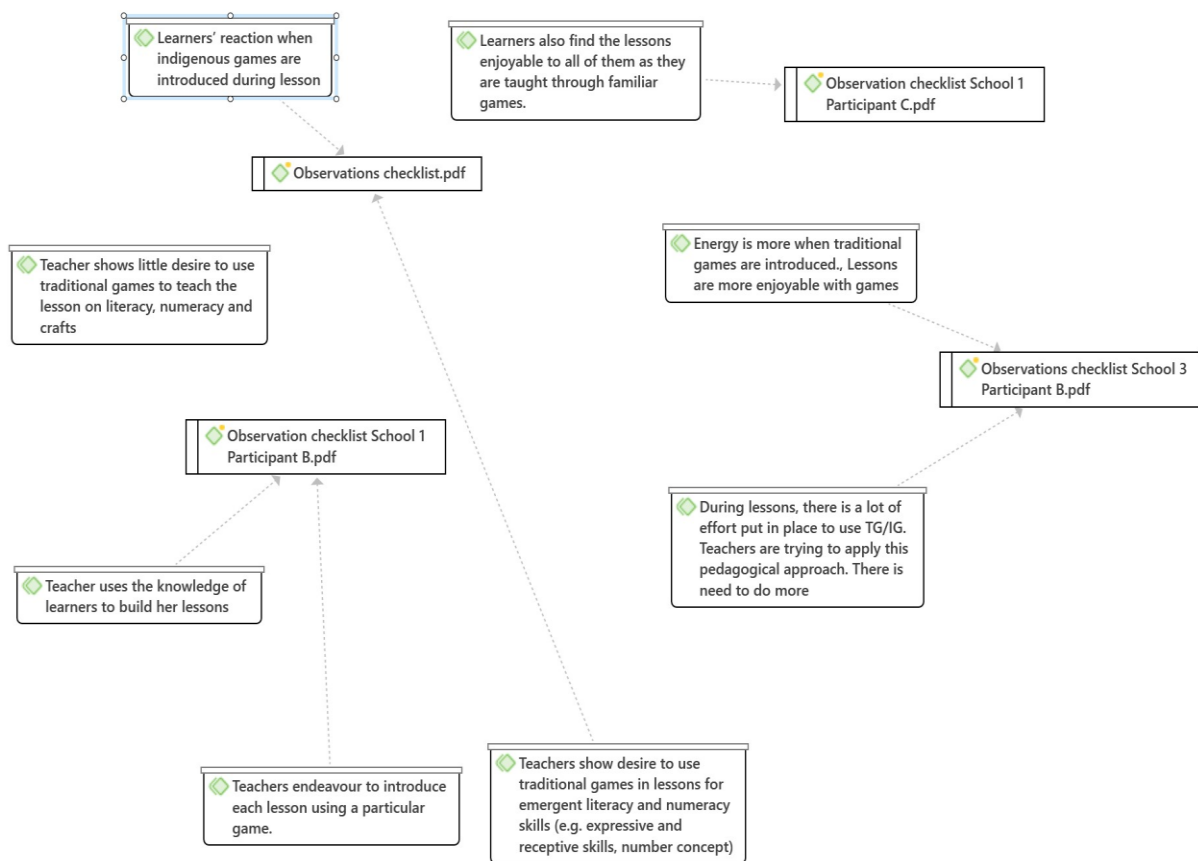 Learners' reaction when
indigenous games are
introduced during lesson
Learners also find the lessons
enjoyable to all of them as they
are taught through familiar
games.
Observation checklist School 1
Participant C.pdf
Observations checklist.pdf
Teacher shows little desire to use
traditional games to teach the
lesson on literacy, numeracy and
crafts
Energy is more when traditional
games are introduced., Lessons
are more enjoyable with games
Observations checklist School 3
Participant B.pdf
Observation checklist School 1
Participant B.pdf
During lessons, there is a lot of
effort put in place to use TG/IG.
Teachers are trying to apply this
pedagogical approach. There is
need to do more
Teacher uses the knowledge of
learners to build her lessons
Teachers endeavour to introduce
each lesson using a particular
game.
Teachers show desire to use
traditional games in lessons for
emergent literacy and numeracy
skills (e.g. expressive and
receptive skills, number concept)